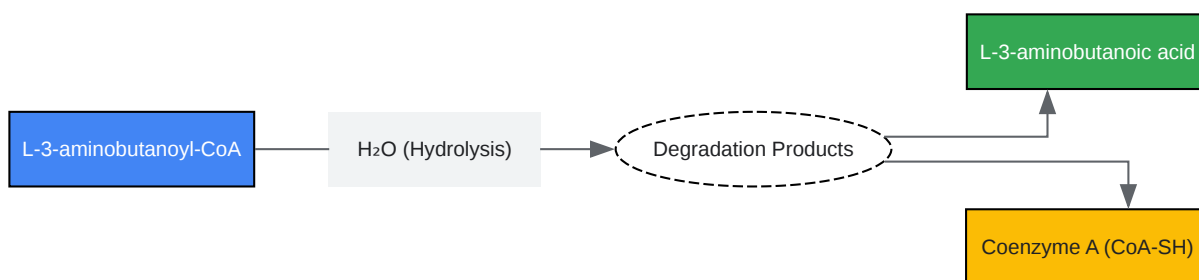 L-3-aminobutanoic acid
L-3-aminobutanoyl-CoA
H₂O (Hydrolysis)
Degradation Products
Coenzyme A (CoA-SH)